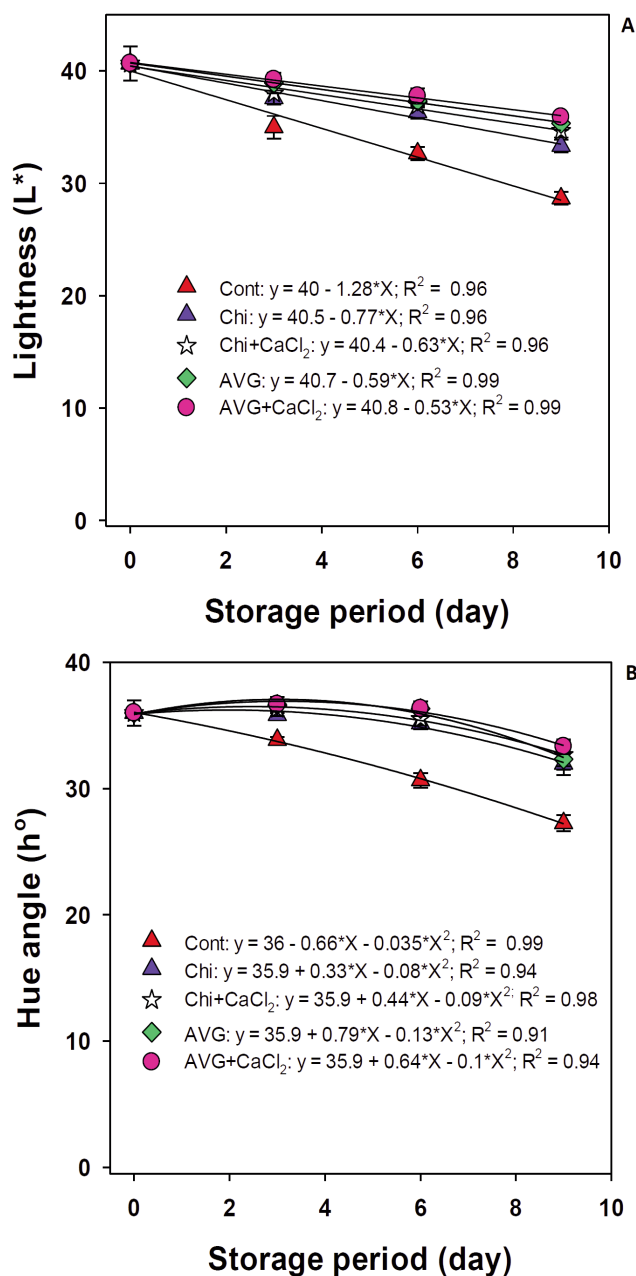 A
40
30
20
10
0
Lightness (L*)
Cont: y = 40 - 1.28*X; R² = 0.96
Chi: y = 40.5 - 0.77*X; R² = 0.96
Chi+CaCl₂: y = 40.4 - 0.63*X; R² = 0.96
AVG: y = 40.7 - 0.59*X; R² = 0.99
AVG+CaCl₂: y = 40.8 - 0.53*X; R² = 0.99
0 2 4 6 8 10
Storage period (day)
B
40
30
20
10
0
Hue angle (hº)
Cont: y = 36 - 0.66*X - 0.035*X²; R² = 0.99
Chi: y = 35.9 + 0.33*X - 0.08*X²; R² = 0.94
Chi+CaCl₂: y = 35.9 + 0.44*X - 0.09*X²; R² = 0.98
AVG: y = 35.9 + 0.79*X - 0.13*X²; R² = 0.91
AVG+CaCl₂: y = 35.9 + 0.64*X - 0.1*X²; R² = 0.94
0 2 4 6 8 10
Storage period (day)